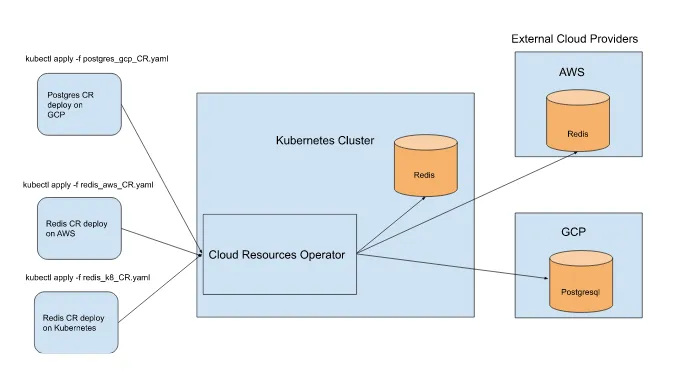 External Cloud Providers
kubectl apply -f postgres_gcp_CR.yaml
Postgres CR
deploy on
GCP
kubectl apply -f redis_aws_CR.yaml
Redis CR deploy
on AWS
kubectl apply -f redis_k8_CR.yaml
Redis CR deploy
on Kubernetes
Kubernetes Cluster
Redis
Cloud Resources Operator
AWS
Redis
GCP
Postgresql